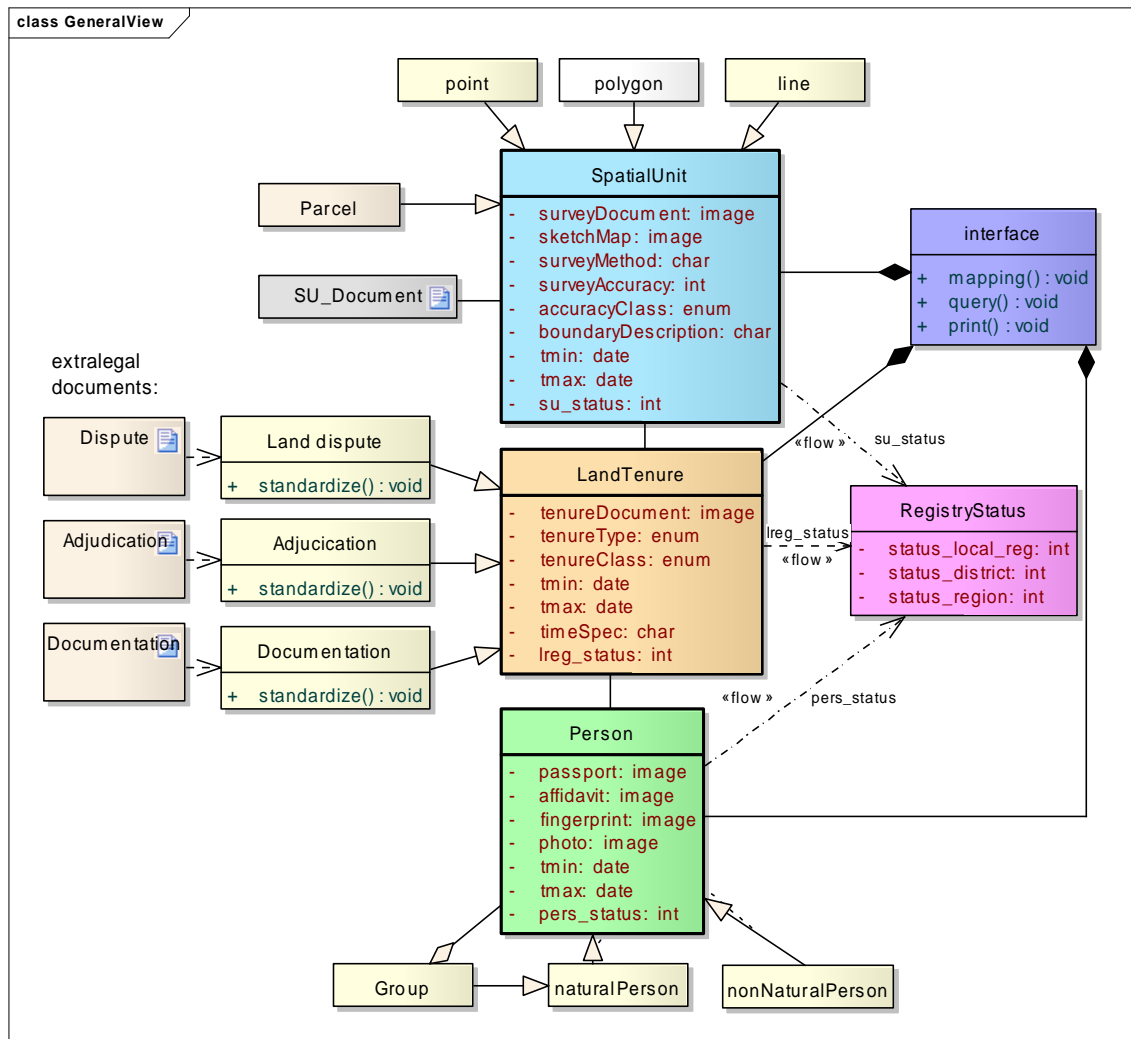 class GeneralView
point
polygon
line
SpatialUnit
- surveyDocument: image
- sketchMap: image
- surveyMethod: char
- surveyAccuracy: int
- accuracyClass: enum
- boundaryDescription: char
- tmin: date
- tmax: date
- su_status: int
Parcel
SU_Document
interface
+ mapping() : void
+ query() : void
+ print() : void
extralegal
documents:
Dispute
Land dispute
+ standardize() : void
Adjudication
Adjucication
+ standardize() : void
Documentation
Documentation
+ standardize() : void
LandTenure
- tenureDocument: image
- tenureType: enum
- tenureClass: enum
- tmin: date
- tmax: date
- timeSpec: char
- lreg_status: int
su_status
«flow »
lreg_status
«flow »
RegistryStatus
- status_local_reg: int
- status_district: int
- status_region: int
«flow »
pers_status
Person
- passport: image
- affidavit: image
- fingerprint: image
- photo: image
- tmin: date
- tmax: date
- pers_status: int
Group
naturalPerson
nonNaturalPerson